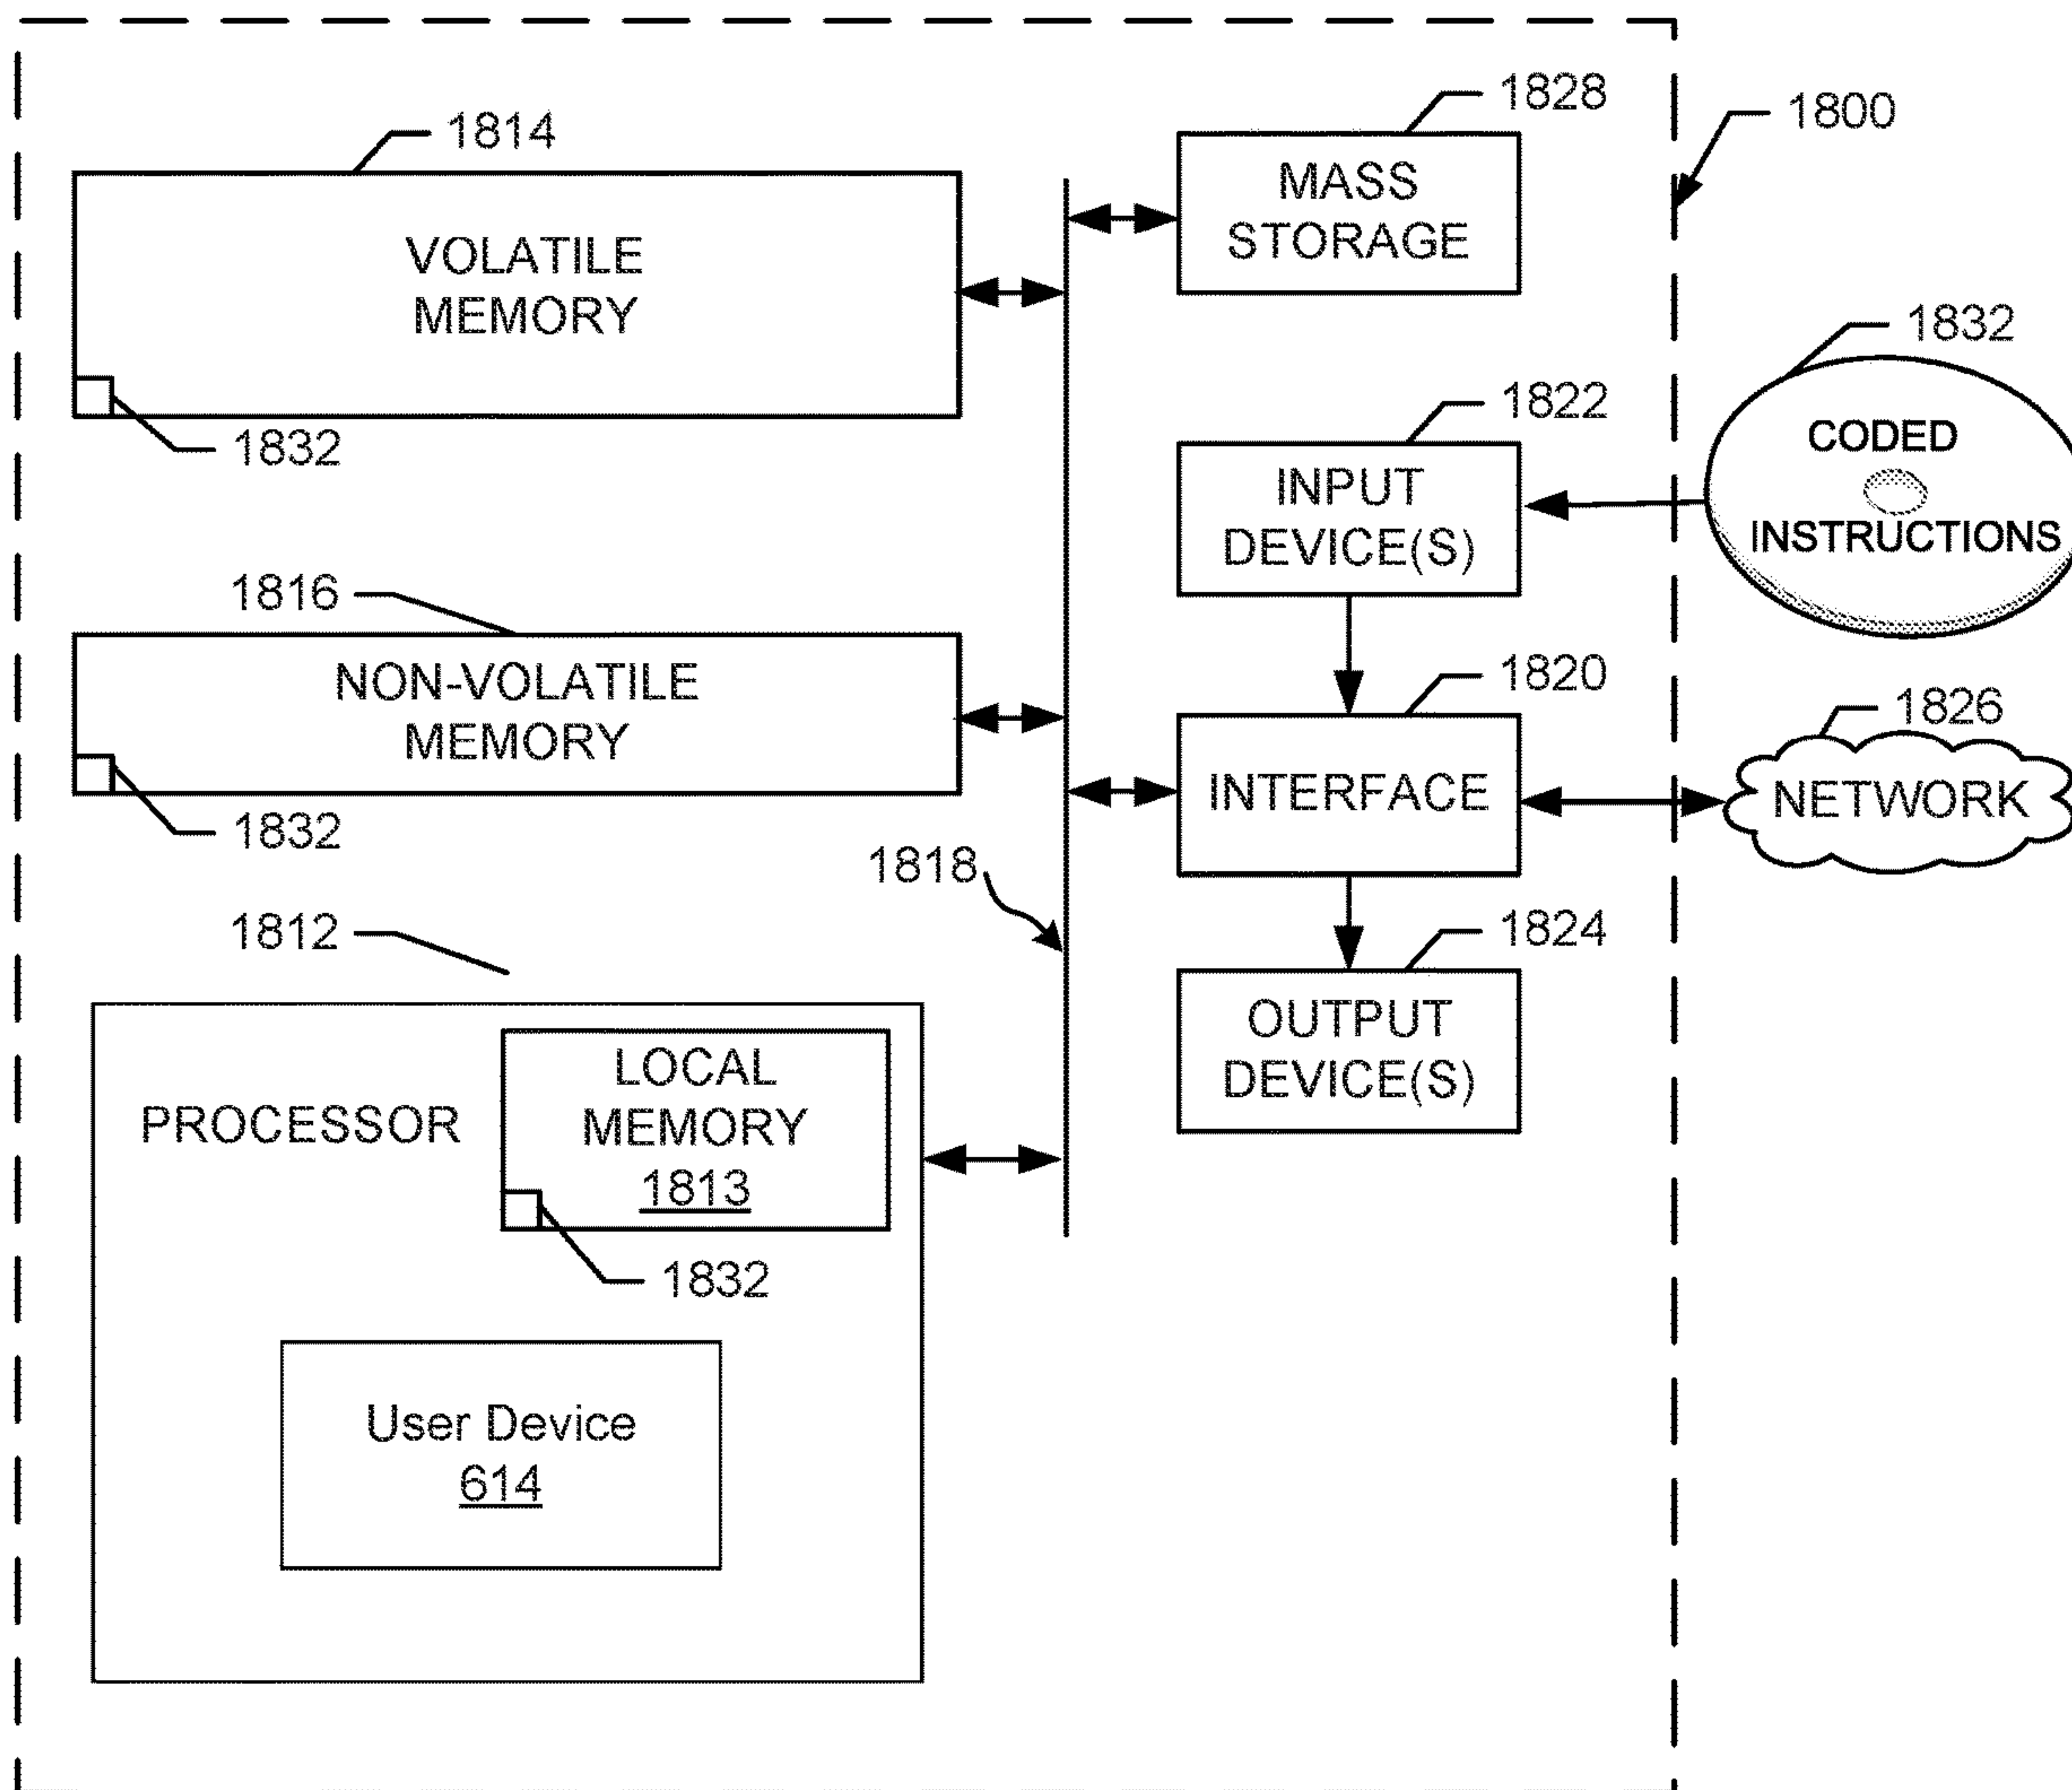 1828
1800
1814
MASS
STORAGE
VOLATILE
MEMORY
1832
1832
1822
CODED
INSTRUCTIONS
INPUT
DEVICE(S)
1816
1820
1826
NON-VOLATILE
MEMORY
INTERFACE
NETWORK
1832
1818
1812
1824
OUTPUT
DEVICE(S)
PROCESSOR
LOCAL
MEMORY
1813
1832
User Device
614